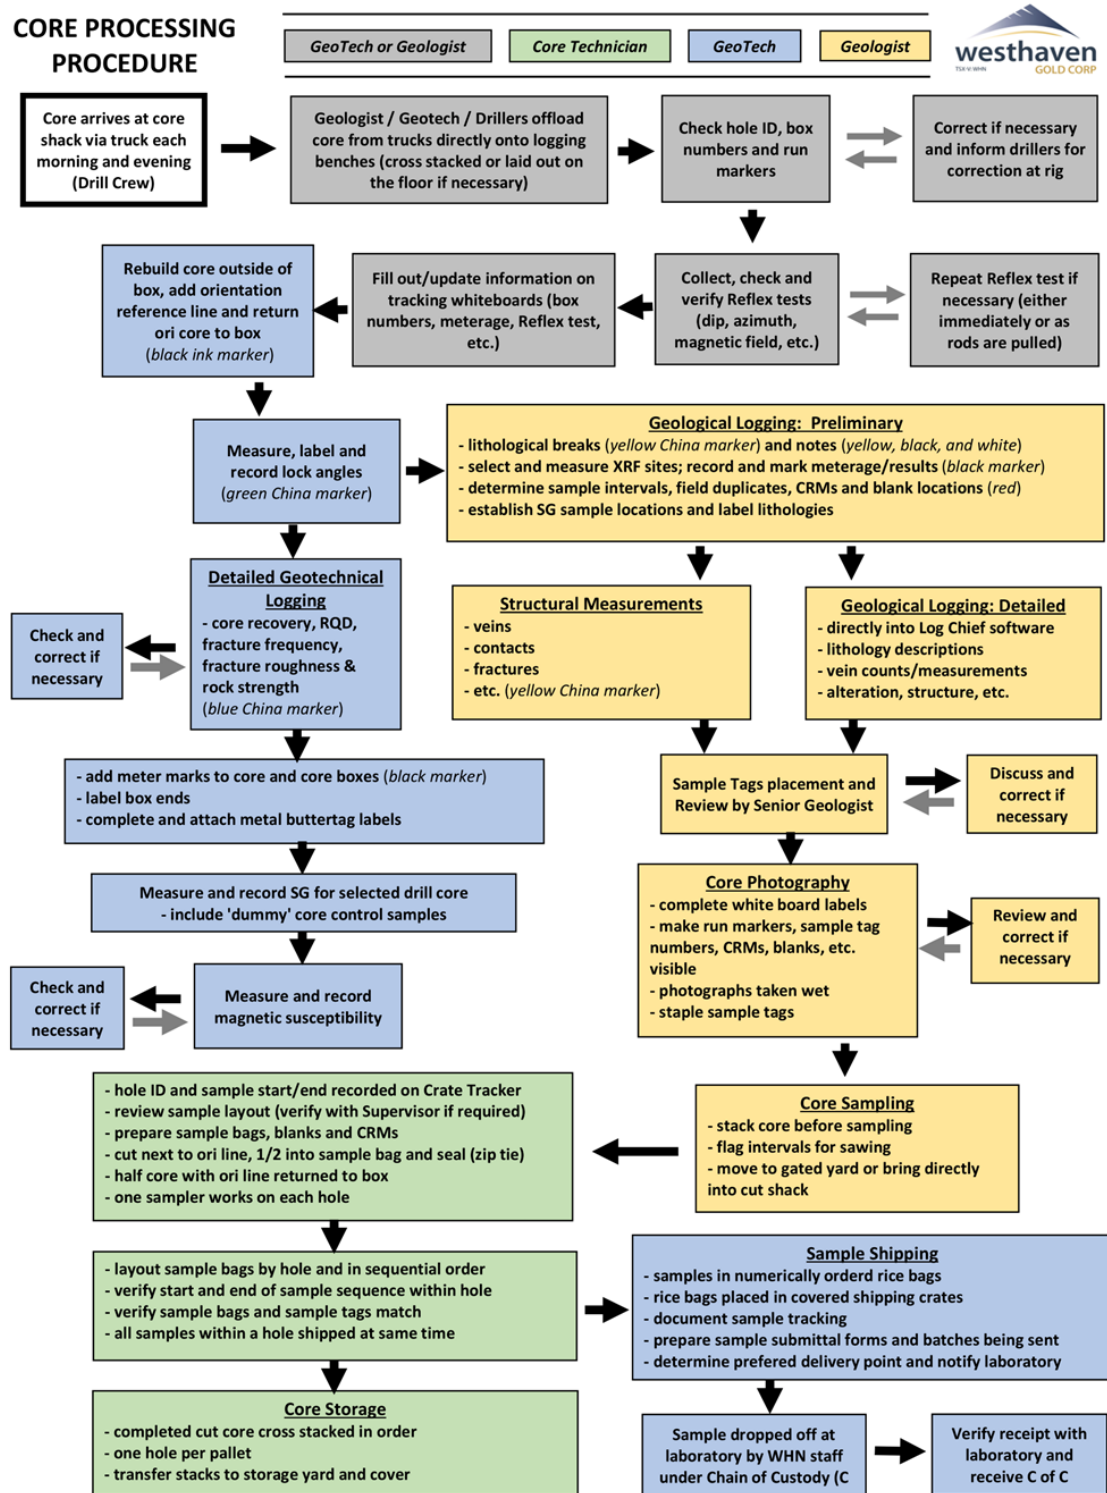 CORE PROCESSING
PROCEDURE
GeoTech or Geologist
Core Technician
GeoTech
Geologist
westhaven
TSX-V:WHN
GOLD CORP
Core arrives at core
shack via truck each
morning and evening
(Drill Crew)
Geologist / Geotech / Drillers offload
core from trucks directly onto logging
benches (cross stacked or laid out on
the floor if necessary)
Check hole ID, box
numbers and run
markers
Correct if necessary
and inform drillers for
correction at rig
Rebuild core outside of
box, add orientation
reference line and return
ori core to box
(black ink marker)
Fill out/update information on
tracking whiteboards (box
numbers, meterage, Reflex test,
etc.)
Collect, check and
verify Reflex tests
(dip, azimuth,
magnetic field, etc.)
Repeat Reflex test if
necessary (either
immediately or as
rods are pulled)
Measure, label and
record lock angles
(green China marker)
Geological Logging:  Preliminary
- lithological breaks (yellow China marker) and notes (yellow, black, and white)
- select and measure XRF sites; record and mark meterage/results (black marker)
- determine sample intervals, field duplicates, CRMs and blank locations (red)
- establish SG sample locations and label lithologies
Detailed Geotechnical
Logging
- core recovery, RQD,
fracture frequency,
fracture roughness &
rock strength
(blue China marker)
Check and
correct if
necessary
Structural Measurements
- veins
- contacts
- fractures
- etc. (yellow China marker)
Geological Logging: Detailed
- directly into Log Chief software
- lithology descriptions
- vein counts/measurements
- alteration, structure, etc.
- add meter marks to core and core boxes (black marker)
- label box ends
- complete and attach metal buttertag labels
Sample Tags placement and
Review by Senior Geologist
Discuss and
correct if
necessary
Measure and record SG for selected drill core
- include 'dummy' core control samples
Core Photography
- complete white board labels
- make run markers, sample tag
numbers, CRMs, blanks, etc.
visible
- photographs taken wet
- staple sample tags
Review and
correct if
necessary
Check and
correct if
necessary
Measure and record
magnetic susceptibility
- hole ID and sample start/end recorded on Crate Tracker
- review sample layout (verify with Supervisor if required)
- prepare sample bags, blanks and CRMs
- cut next to ori line, 1/2 into sample bag and seal (zip tie)
- half core with ori line returned to box
- one sampler works on each hole
Core Sampling
- stack core before sampling
- flag intervals for sawing
- move to gated yard or bring directly
into cut shack
- layout sample bags by hole and in sequential order
- verify start and end of sample sequence within hole
- verify sample bags and sample tags match
- all samples within a hole shipped at same time
Sample Shipping
- samples in numerically orderd rice bags
- rice bags placed in covered shipping crates
- document sample tracking
- prepare sample submittal forms and batches being sent
- determine prefered delivery point and notify laboratory
Core Storage
- completed cut core cross stacked in order
- one hole per pallet
- transfer stacks to storage yard and cover
Sample dropped off at
laboratory by WHN staff
under Chain of Custody (C
Verify receipt with
laboratory and
receive C of C